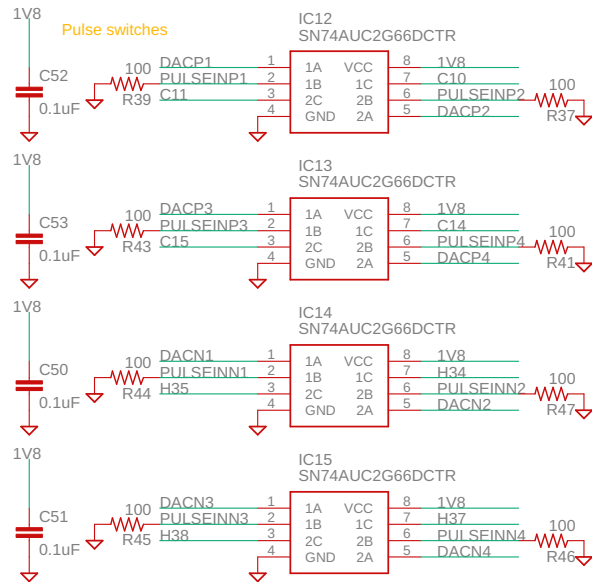 1V8
Pulse switches
IC12
SN74AUC2G66DCTR
C52
0.1uF
100
R39
DACP1 1 1A VCC 8 1V8
PULSEINP1 2 1B 1C 7 C10
C11 3 2C 2B 6 PULSEINP2
4 GND 2A 5 DACP2
100
R37
1V8
IC13
SN74AUC2G66DCTR
C53
0.1uF
100
R43
DACP3 1 1A VCC 8 1V8
PULSEINP3 2 1B 1C 7 C14
C15 3 2C 2B 6 PULSEINP4
4 GND 2A 5 DACP4
100
R41
1V8
IC14
SN74AUC2G66DCTR
C50
0.1uF
100
R44
DACN1 1 1A VCC 8 1V8
PULSEINN1 2 1B 1C 7 H34
H35 3 2C 2B 6 PULSEINN2
4 GND 2A 5 DACN2
100
R47
1V8
IC15
SN74AUC2G66DCTR
C51
0.1uF
100
R45
DACN3 1 1A VCC 8 1V8
PULSEINN3 2 1B 1C 7 H37
H38 3 2C 2B 6 PULSEINN4
4 GND 2A 5 DACN4
100
R46